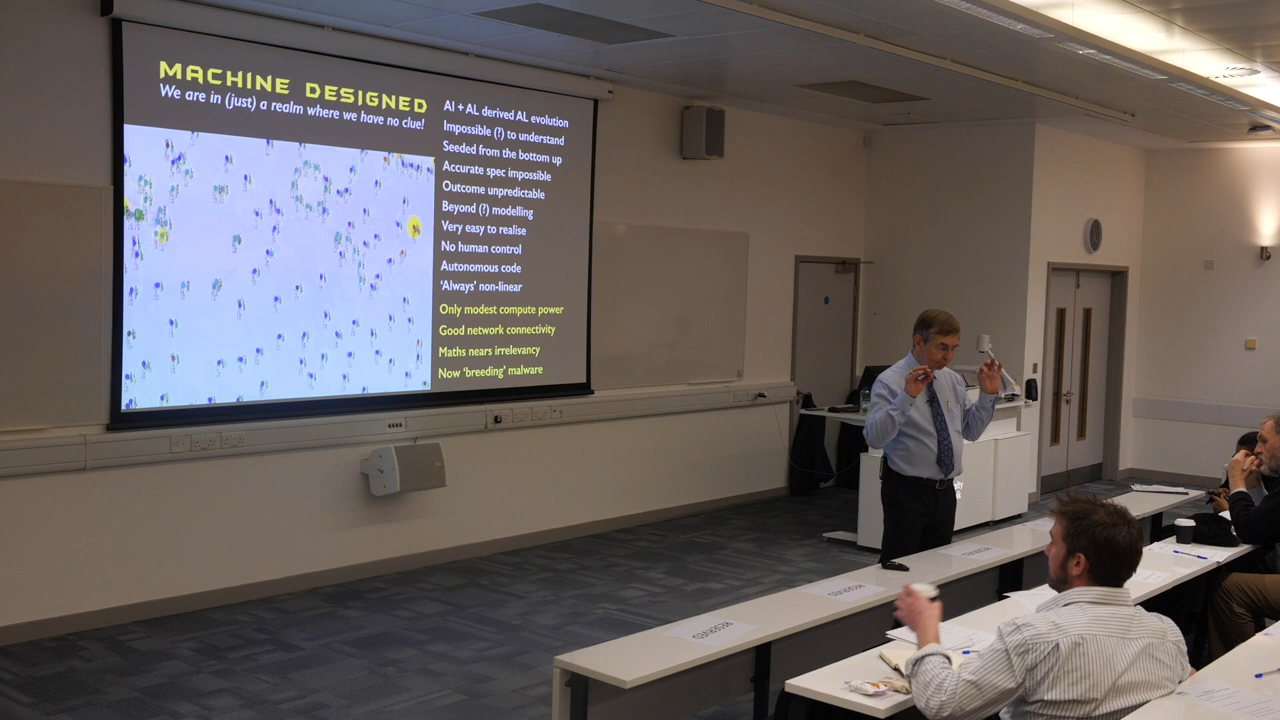 MACHINE DESIGNED
We are in (just) a realm where we have no clue!
AI + AL derived AL evolution
Impossible (?) to understand
Seeded from the bottom up
Accurate spec impossible
Outcome unpredictable
Beyond (?) modelling
Very easy to realise
No human control
Autonomous code
‘Always’ non-linear
Only modest compute power
Good network connectivity
Maths nears irrelevancy
Now ‘breeding’ malware
RESERVED
RESERVED
RESERVED